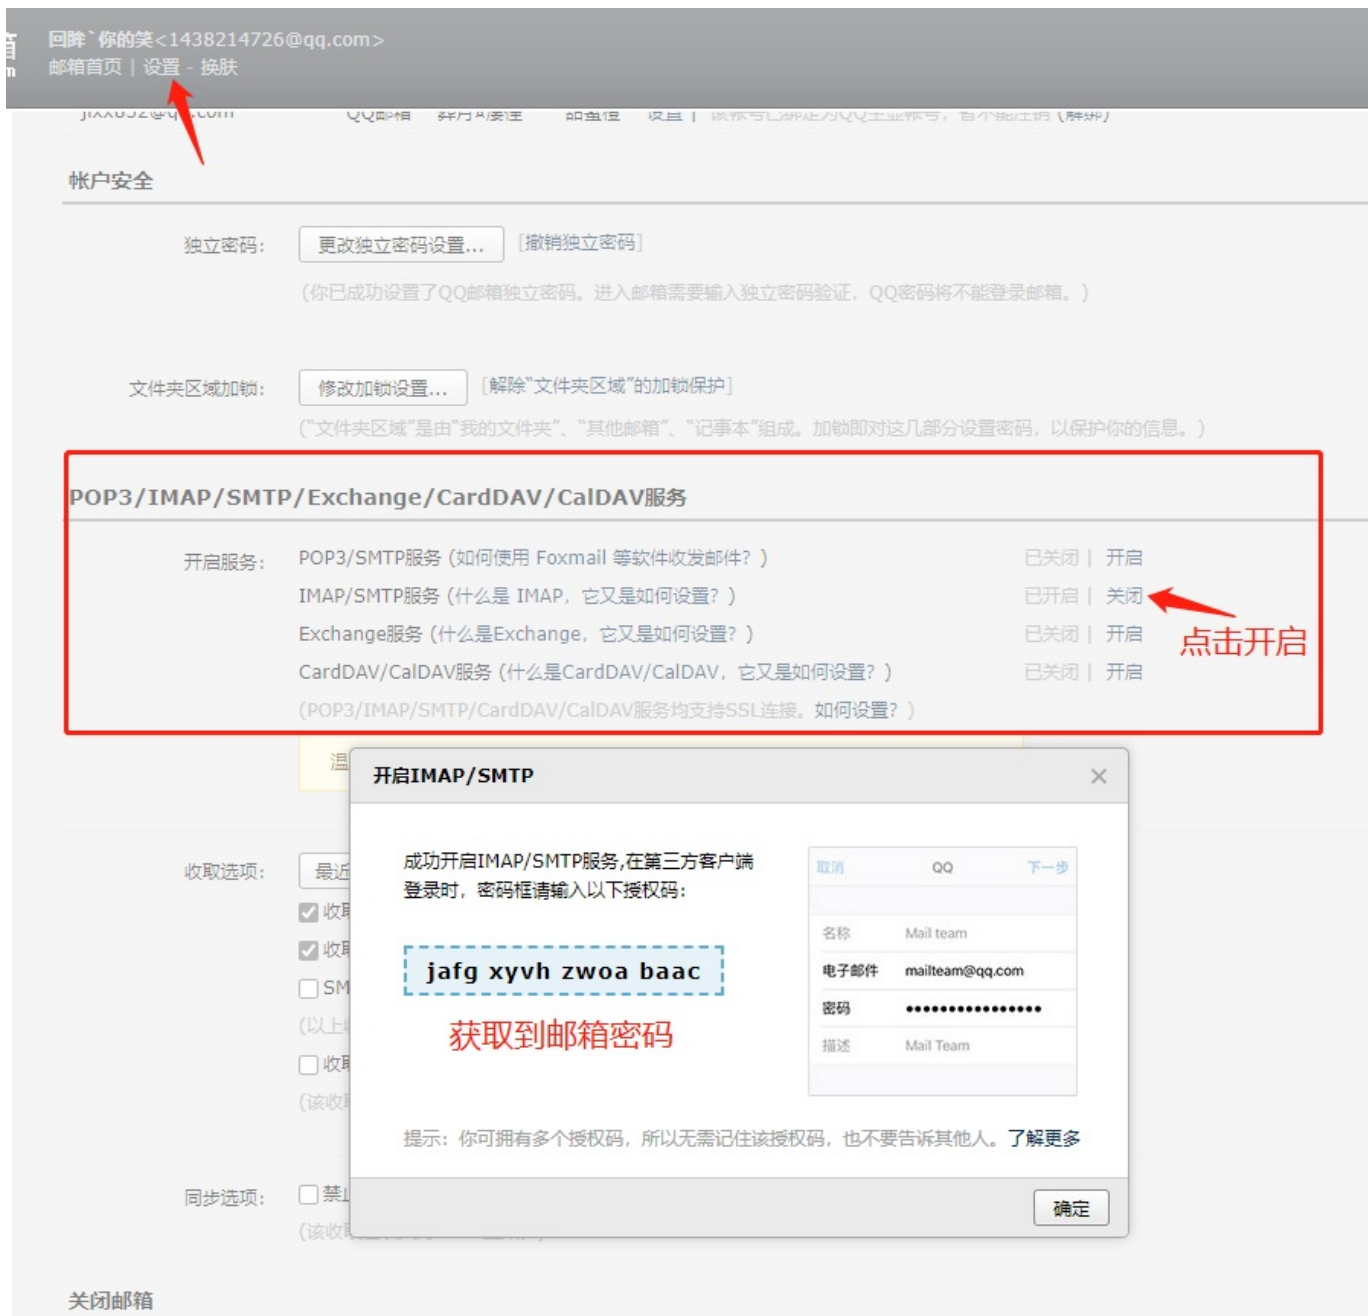 回眸`你的笑<1438214726@qq.com>
邮箱首页 | 设置 - 换肤
帐户安全
独立密码: 更改独立密码设置... [撤销独立密码]
(你已成功设置了QQ邮箱独立密码。进入邮箱需要输入独立密码验证，QQ密码将不能登录邮箱。)
文件夹区域加锁: 修改加锁设置... [解除"文件夹区域"的加锁保护]
("文件夹区域"是由"我的文件夹"、"其他邮箱"、"记事本"组成。加锁即对这几部分设置密码，以保护你的信息。)
POP3/IMAP/SMTP/Exchange/CardDAV/CalDAV服务
开启服务: POP3/SMTP服务 (如何使用 Foxmail 等软件收发邮件？) 已关闭 | 开启
IMAP/SMTP服务 (什么是 IMAP，它又是如何设置？) 已开启 | 关闭
Exchange服务 (什么是Exchange，它又是如何设置？) 已关闭 | 开启
点击开启
CardDAV/CalDAV服务 (什么是CardDAV/CalDAV，它又是如何设置？) 已关闭 | 开启
(POP3/IMAP/SMTP/CardDAV/CalDAV服务均支持SSL连接。如何设置？)
温
开启IMAP/SMTP ×
成功开启IMAP/SMTP服务,在第三方客户端
登录时，密码框请输入以下授权码：
jafg xyvh zwoa baac
获取到邮箱密码
取消 QQ 下一步
名称 Mail team
电子邮件 mailteam@qq.com
密码 ●●●●●●●●●●●●●●●●
描述 Mail Team
提示：你可拥有多个授权码，所以无需记住该授权码，也不要告诉其他人。了解更多
确定
收取选项: 最近
收取
收取
SM
(以上
收取
(该收
同步选项: 禁止
(该收
关闭邮箱